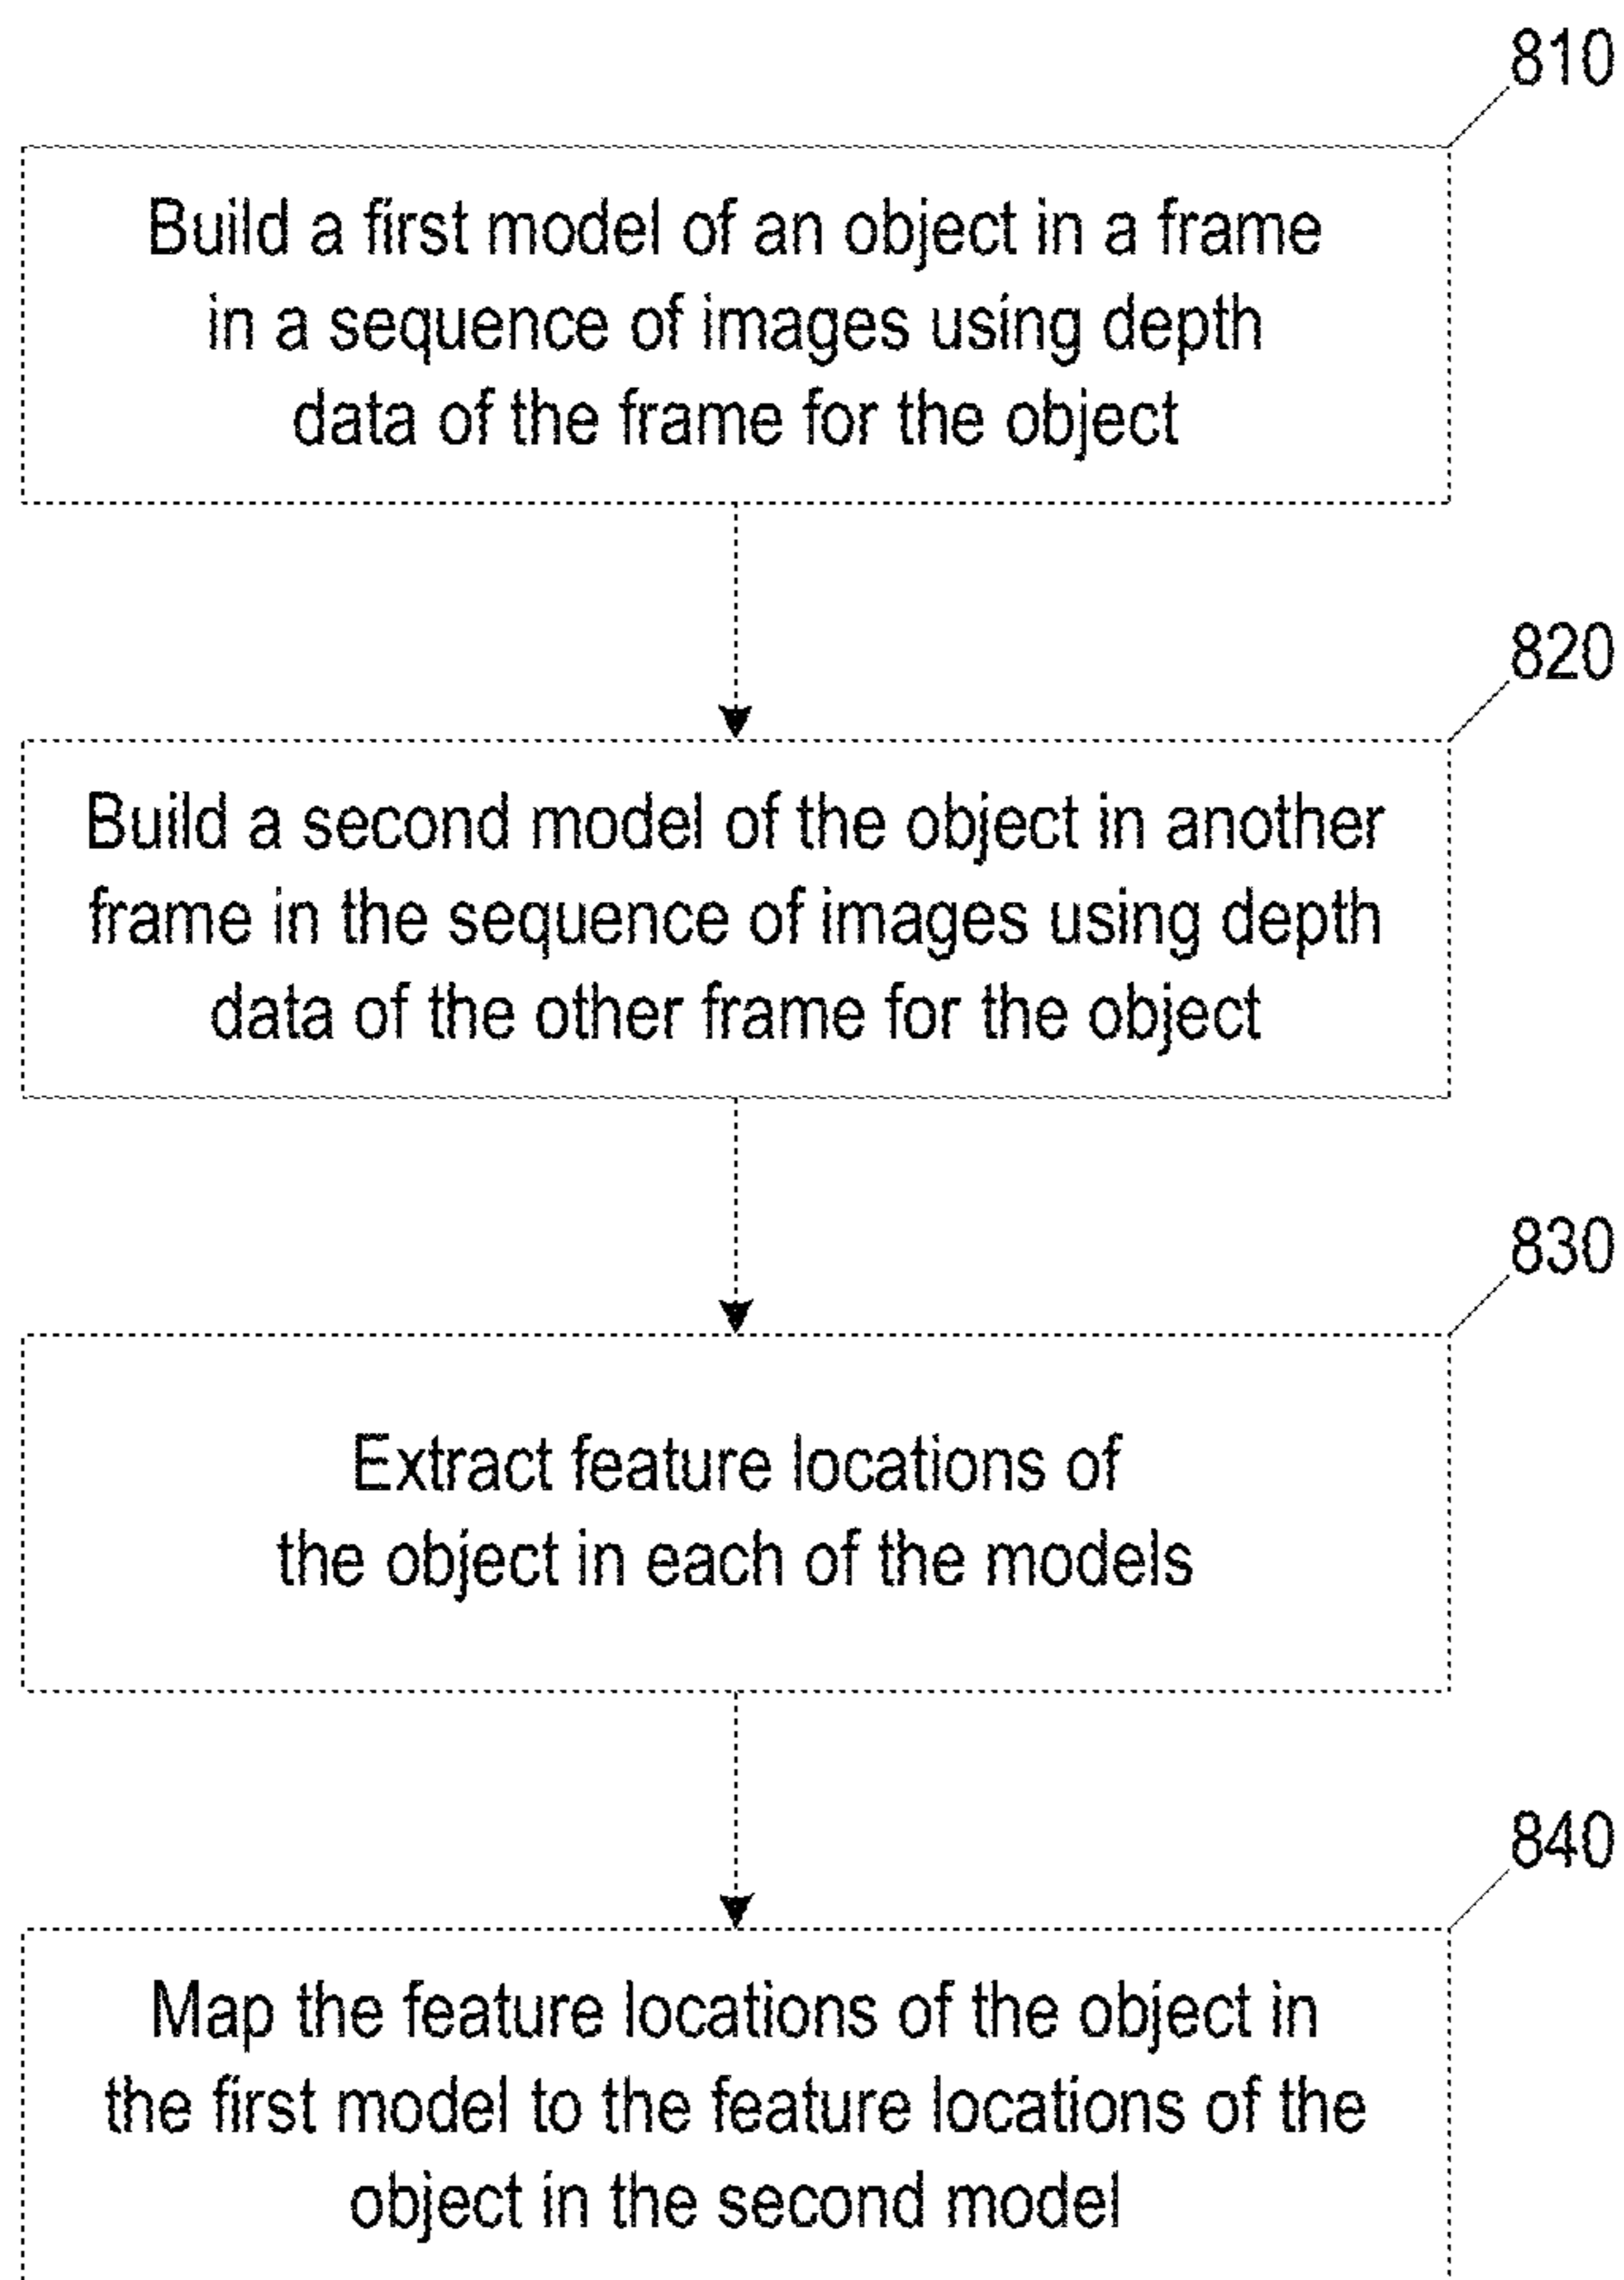 810
Build a first model of an object in a frame
in a sequence of images using depth
data of the frame for the object
820
Build a second model of the object in another
frame in the sequence of images using depth
data of the other frame for the object
830
Extract feature locations of
the object in each of the models
840
Map the feature locations of the object in
the first model to the feature locations of the
object in the second model